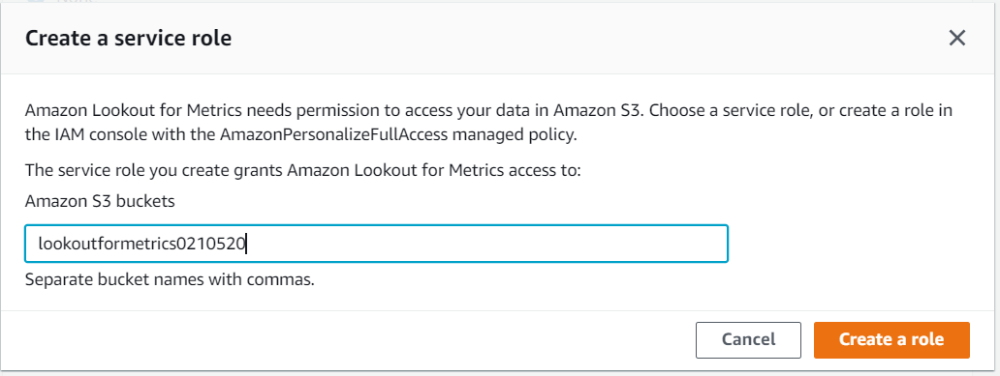 Create a service role
Amazon Lookout for Metrics needs permission to access your data in Amazon S3. Choose a service role, or create a role in
the IAM console with the AmazonPersonalizeFullAccess managed policy.
The service role you create grants Amazon Lookout for Metrics access to:
Amazon S3 buckets
lookoutformetrics0210520
Separate bucket names with commas.
Cancel Create a role